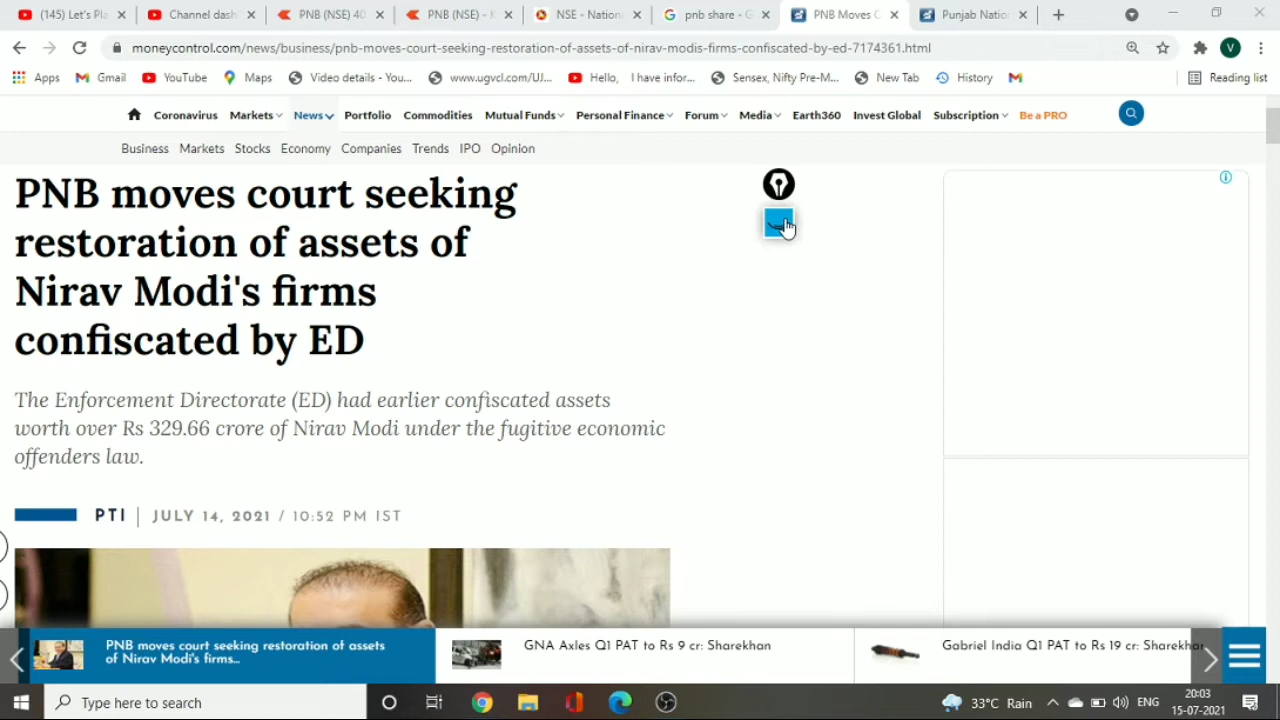 (145) Let's Pla
Channel dash
PNB (NSE) 40
PNB (NSE) - K
NSE - Nation
pnb share - G
PNB Moves C
Punjab Natio
moneycontrol.com/news/business/pnb-moves-court-seeking-restoration-of-assets-of-nirav-modis-firms-confiscated-by-ed-7174361.html
V
Apps
Gmail
YouTube
Maps
Video details - You...
www.ugvcl.com/UJ...
Hello, I have infor...
Sensex, Nifty Pre-M...
New Tab
History
Reading list
Coronavirus Markets News Portfolio Commodities Mutual Funds Personal Finance Forum Media Earth360 Invest Global Subscription Be a PRO
Business Markets Stocks Economy Companies Trends IPO Opinion
PNB moves court seeking
restoration of assets of
Nirav Modi's firms
confiscated by ED
The Enforcement Directorate (ED) had earlier confiscated assets
worth over Rs 329.66 crore of Nirav Modi under the fugitive economic
offenders law.
PTI | JULY 14, 2021 / 10:52 PM IST
PNB moves court seeking restoration of assets
of Nirav Modi's firms...
GNA Axles Q1 PAT to Rs 9 cr: Sharekhan
Gabriel India Q1 PAT to Rs 19 cr: Sharekhan
Type here to search
33°C Rain
ENG
20:03
15-07-2021